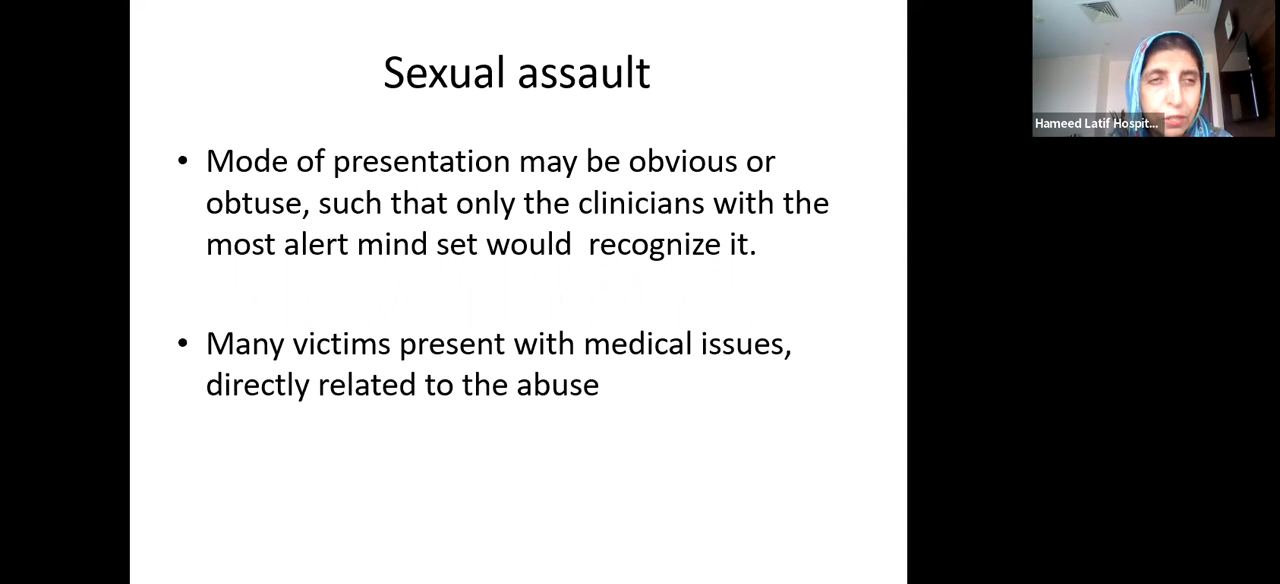 Sexual assault
• Mode of presentation may be obvious or
obtuse, such that only the clinicians with the
most alert mind set would  recognize it.
• Many victims present with medical issues,
directly related to the abuse
Hameed Latif Hospit...